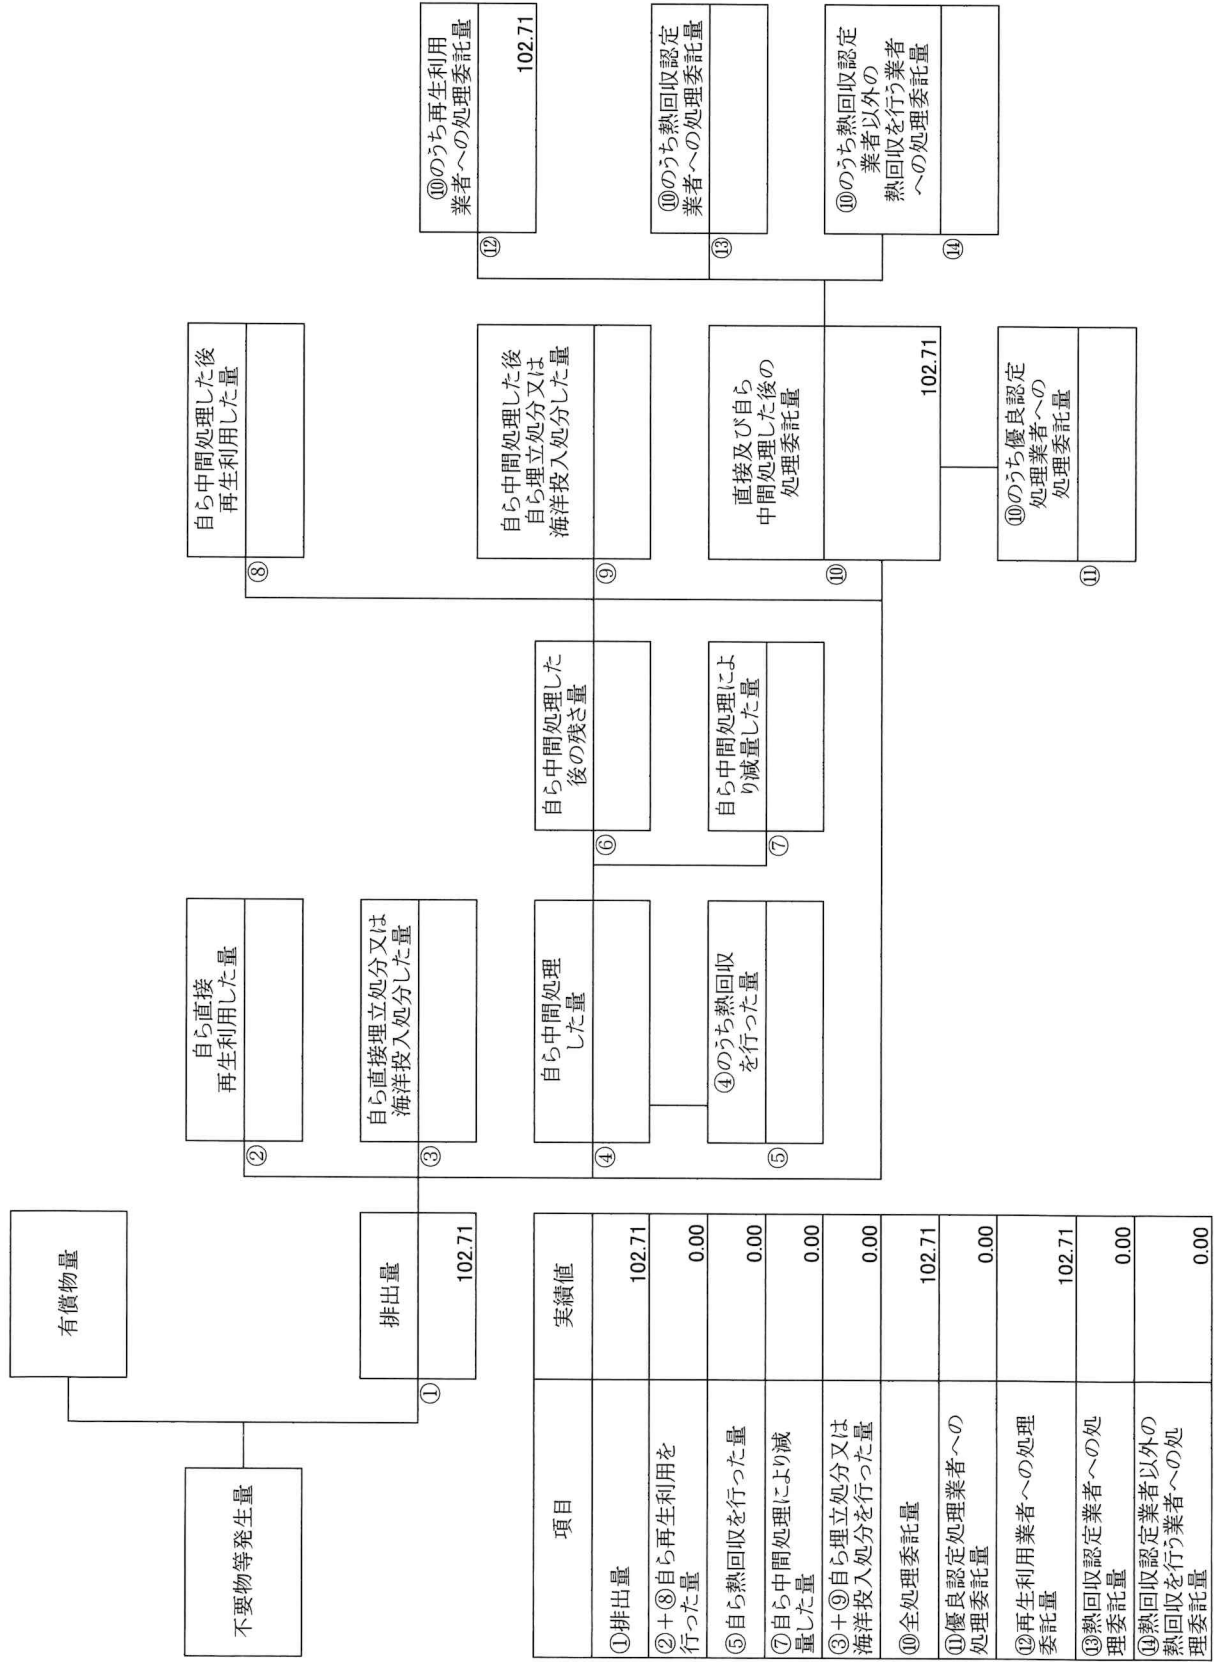 有償物量
不要物等発生量
①
排出量
102.71
②
自ら直接
再生利用した量
③
自ら直接埋立処分又は
海洋投入処分した量
④
自ら中間処理
した量
⑤
④のうち熱回収
を行った量
⑥
自ら中間処理した
後の残さ量
⑦
自ら中間処理によ
り減量した量
⑧
自ら中間処理した後
再生利用した量
⑨
自ら中間処理した後
自ら埋立処分又は
海洋投入処分した量
⑩
直接及び自ら
中間処理した後の
処理委託量
102.71
⑪
⑩のうち優良認定
処理業者への
処理委託量
⑫
⑩のうち再生利用
業者への処理委託量
102.71
⑬
⑩のうち熱回収認定
業者への処理委託量
⑭
⑩のうち熱回収認定
業者以外の
熱回収を行う業者
への処理委託量
項目
実績値
①排出量
102.71
②+⑧自ら再生利用を
行った量
0.00
⑤自ら熱回収を行った量
0.00
⑦自ら中間処理により減
量した量
0.00
③+⑨自ら埋立処分又は
海洋投入処分を行った量
0.00
⑩全処理委託量
102.71
⑪優良認定処理業者への
処理委託量
0.00
⑫再生利用業者への処理
委託量
102.71
⑬熱回収認定業者への処
理委託量
0.00
⑭熱回収認定業者以外の
熱回収を行う業者への処
理委託量
0.00